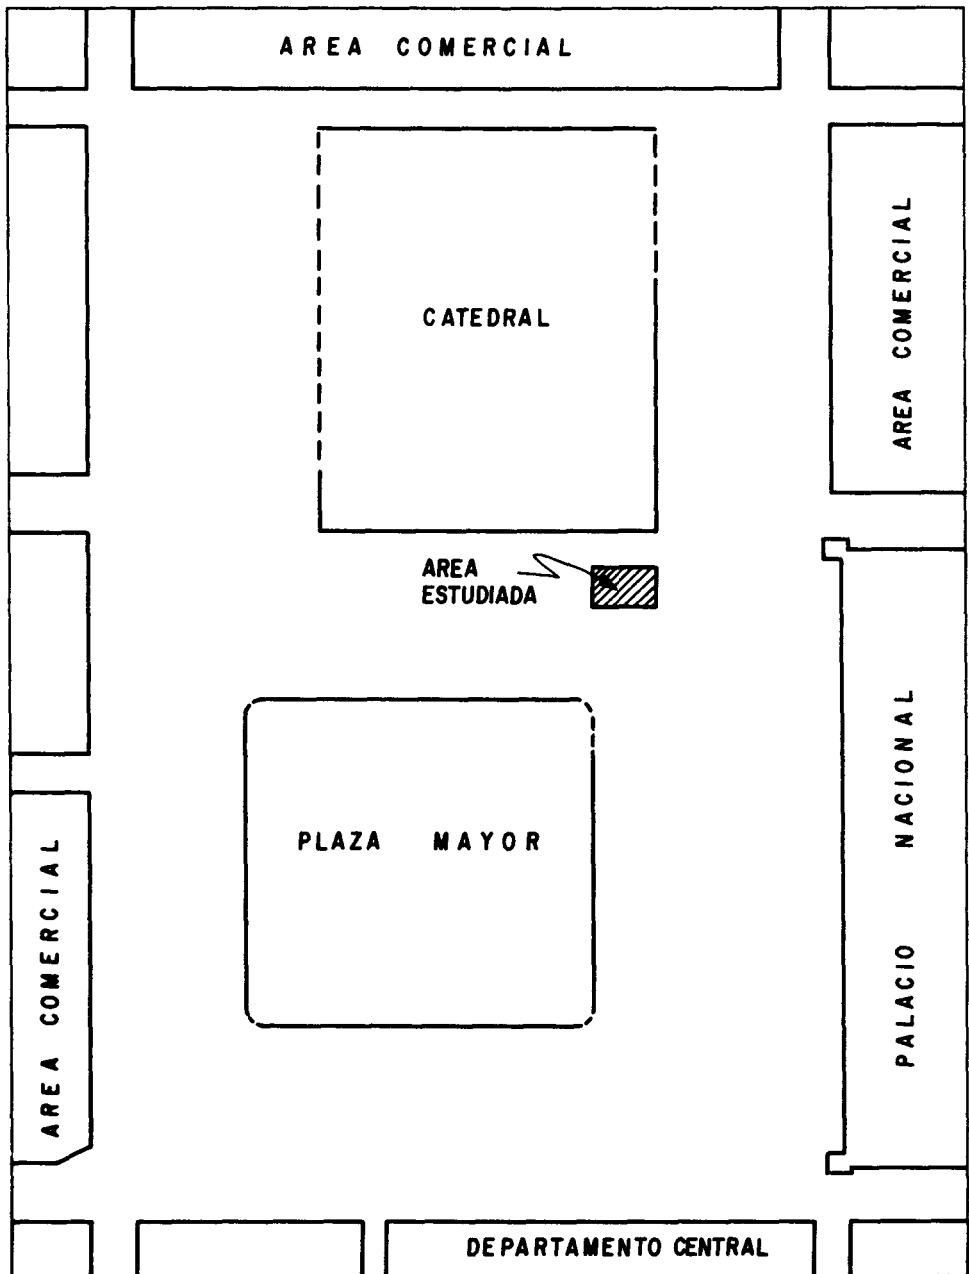 AREA COMERCIAL
AREA COMERCIAL
CATEDRAL
AREA
ESTUDIADA
PALACIO NACIONAL
PLAZA MAYOR
AREA COMERCIAL
DEPARTAMENTO CENTRAL